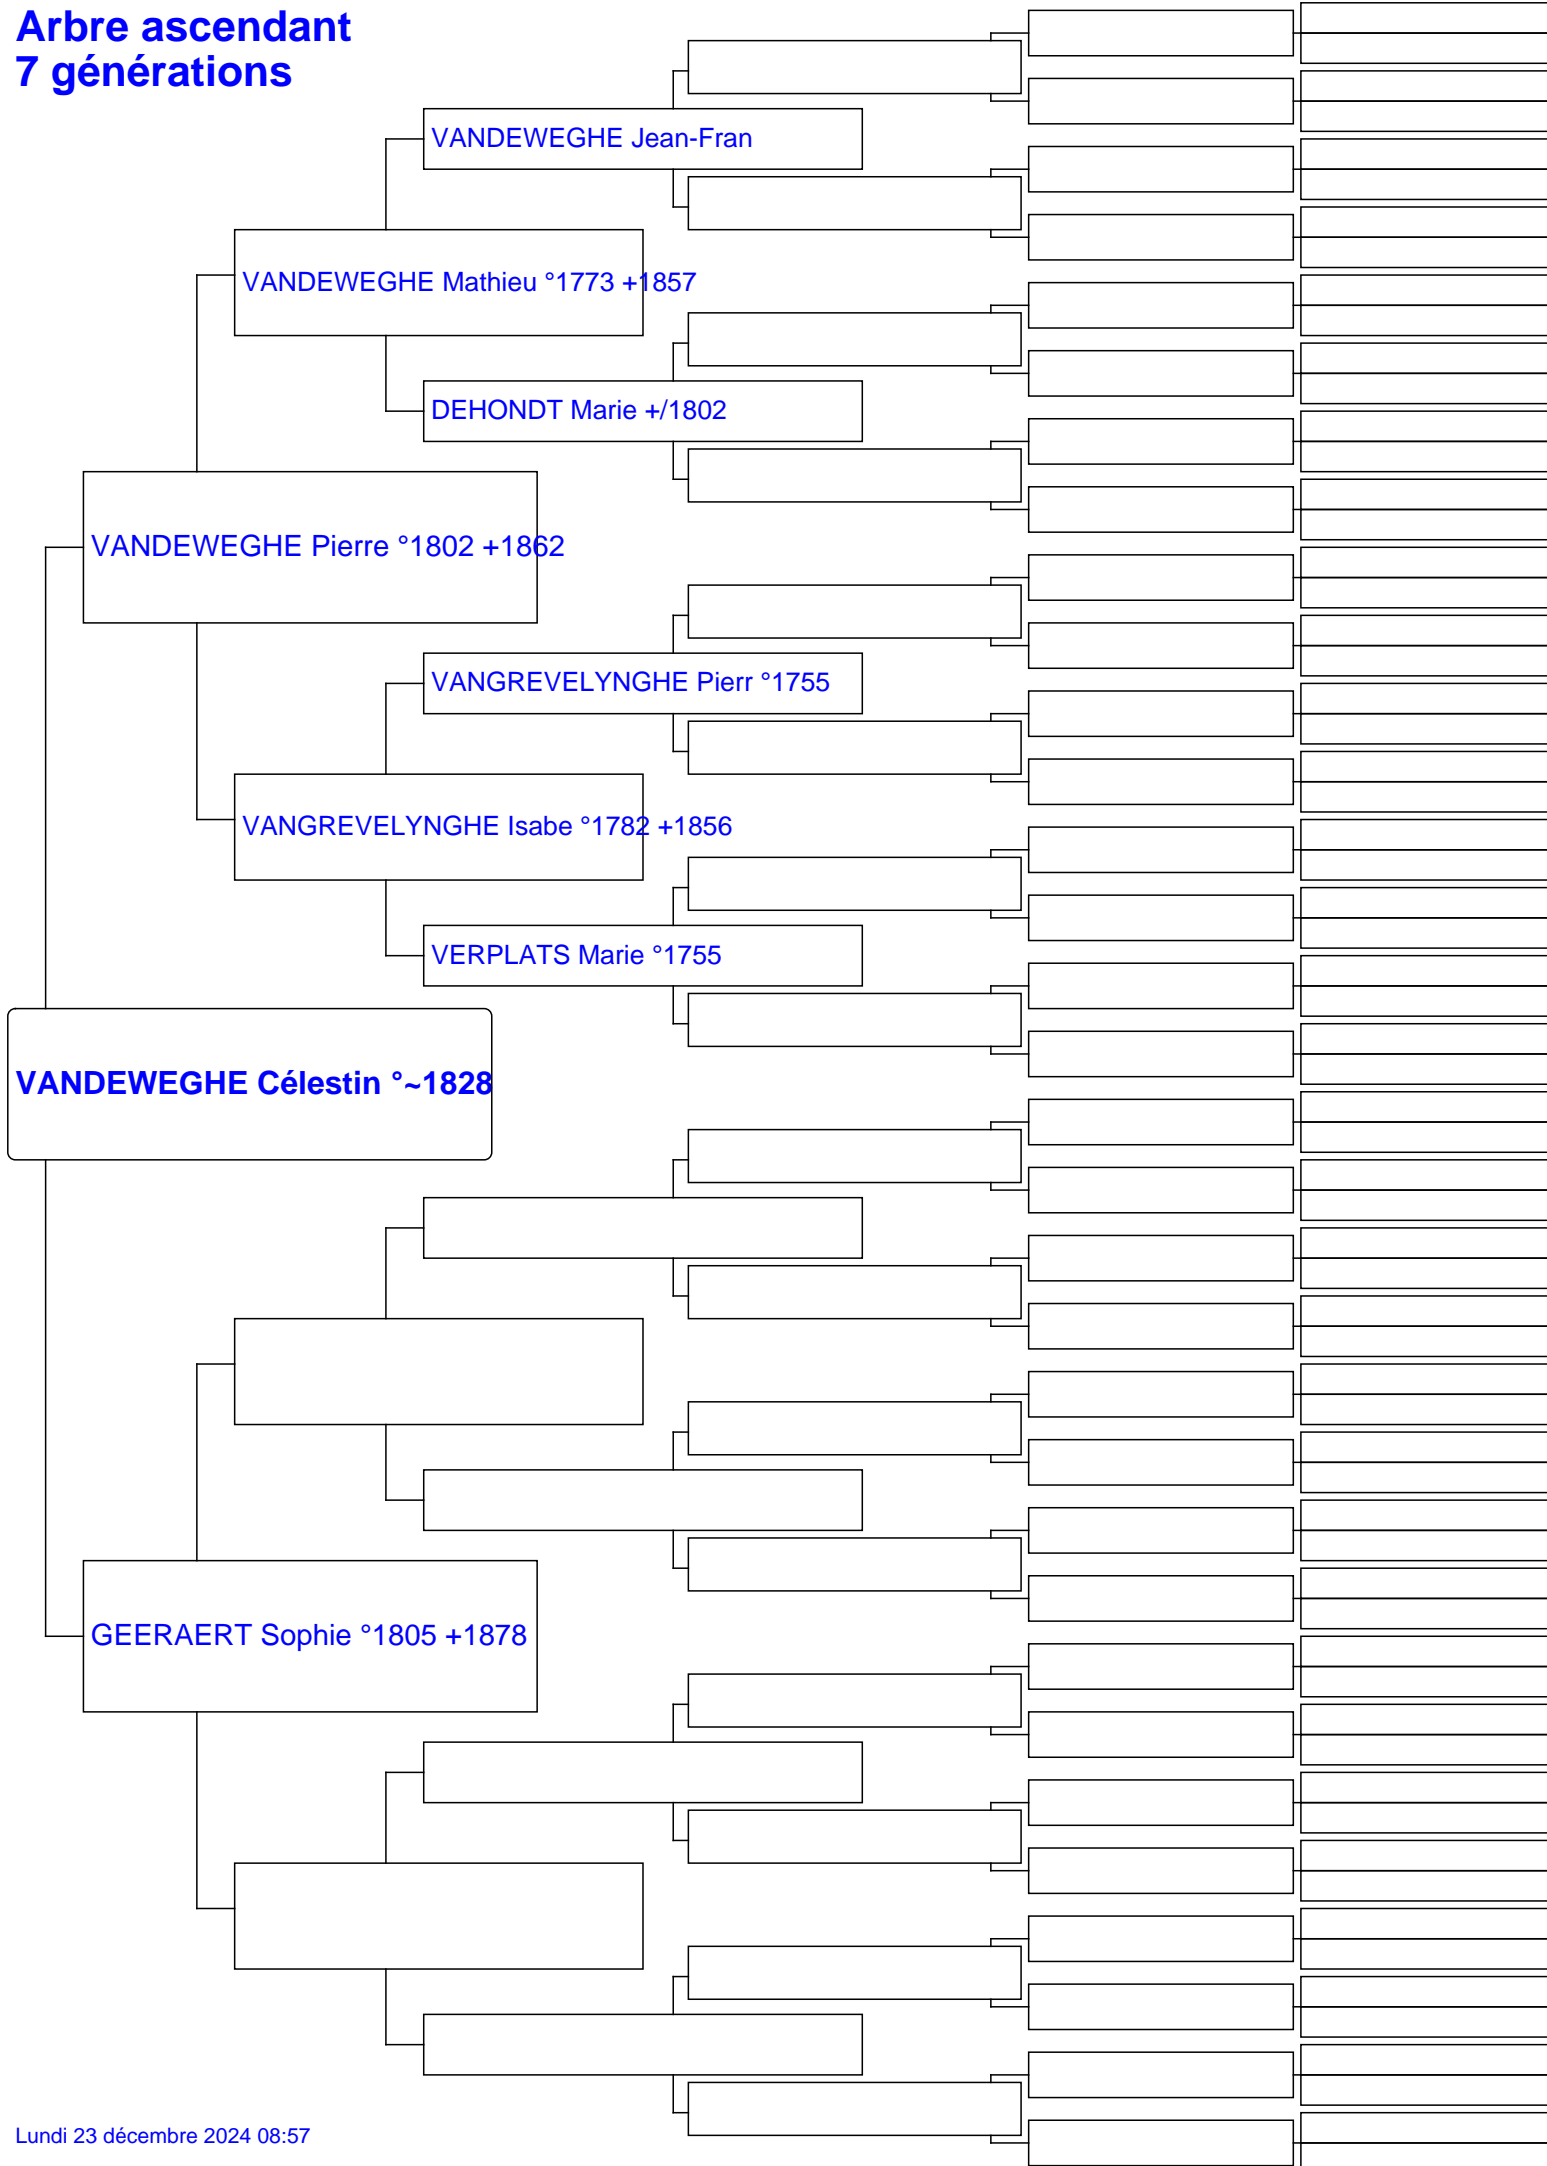 Arbre ascendant
7 générations
VANDEWEGHE Jean-Fran
VANDEWEGHE Mathieu °1773 +1857
DEHONDT Marie +/1802
VANDEWEGHE Pierre °1802 +1862
VANGREVELYNGHE Pierr °1755
VANGREVELYNGHE Isabe °1782 +1856
VERPLATS Marie °1755
VANDEWEGHE Célestin °~1828
GEERAERT Sophie °1805 +1878
Lundi 23 décembre 2024 08:57